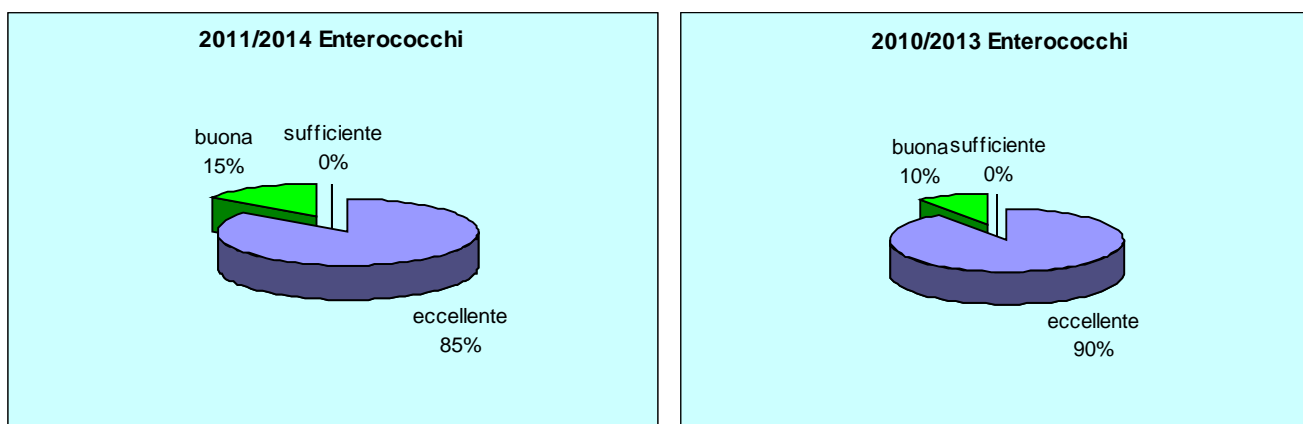 2011/2014 Enterococchi
buona
15%
sufficiente
0%
eccellente
85%
2010/2013 Enterococchi
buona
10%
sufficiente
0%
eccellente
90%